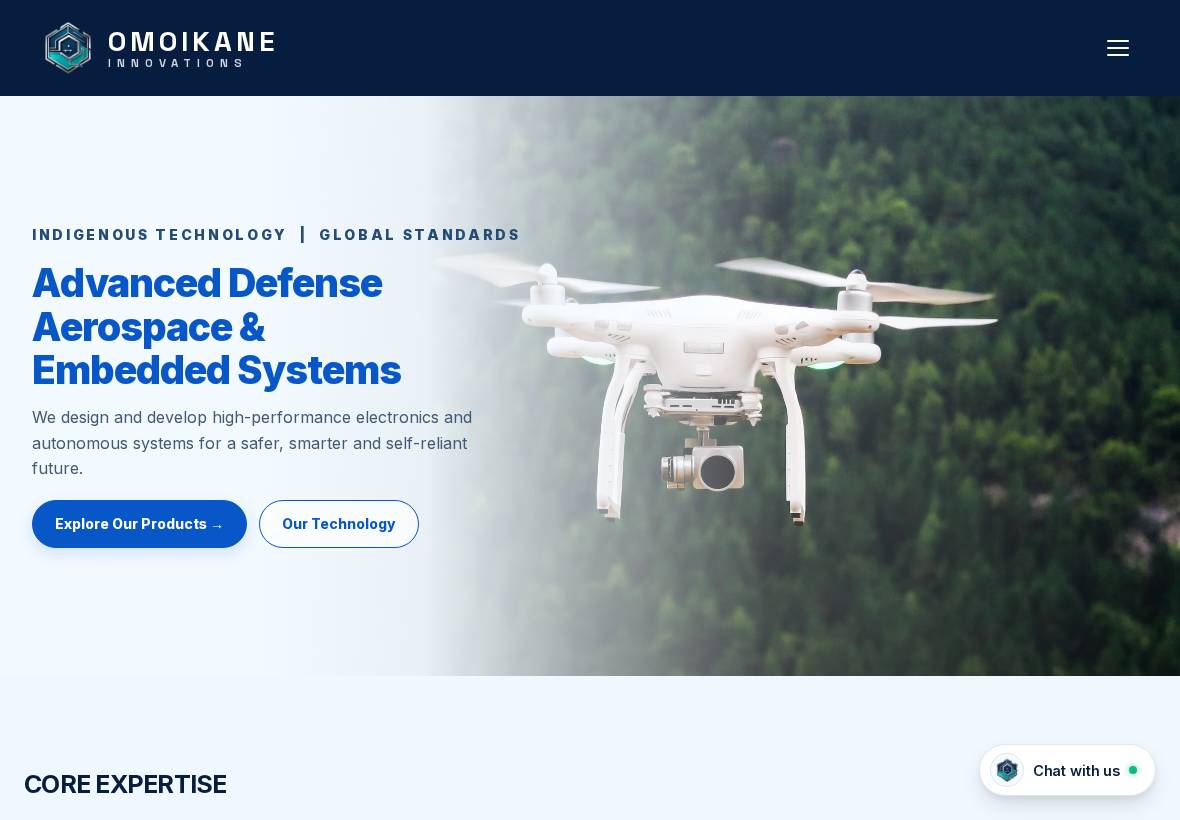 OMOIKANE
INNOVATIONS
INDIGENOUS TECHNOLOGY | GLOBAL STANDARDS
Advanced Defense
Aerospace &
Embedded Systems
We design and develop high-performance electronics and
autonomous systems for a safer, smarter and self-reliant
future.
Explore Our Products →
Our Technology
CORE EXPERTISE
Chat with us